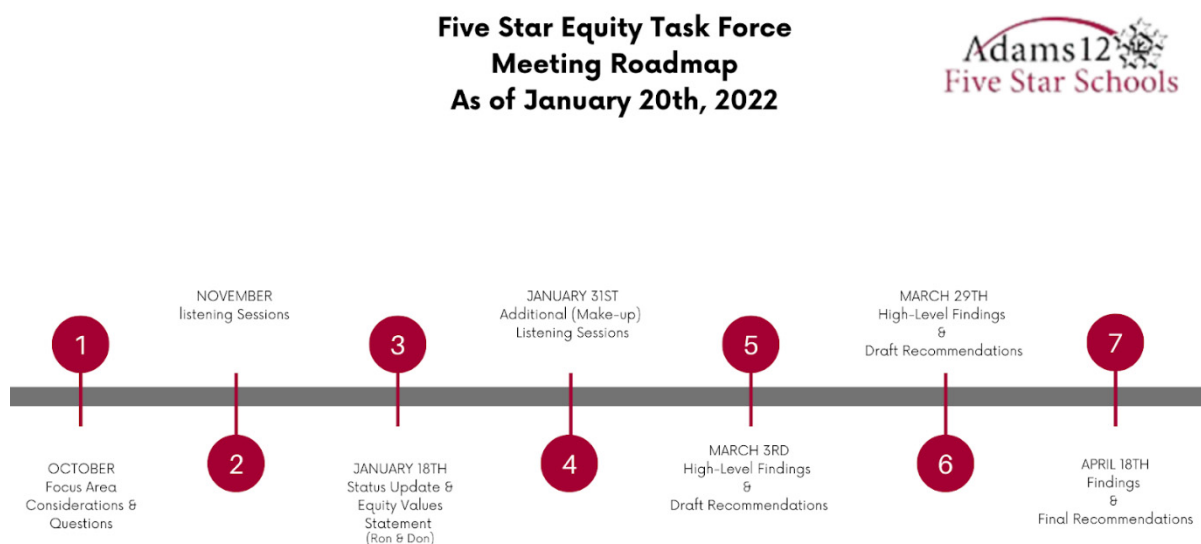 Five Star Equity Task Force
Meeting Roadmap
As of January 20th, 2022
Adams12
Five Star Schools
1
OCTOBER
Focus Area
Considerations &
Questions
NOVEMBER
listening Sessions
2
3
JANUARY 18TH
Status Update &
Equity Values
Statement
(Ron & Don)
JANUARY 31ST
Additional (Make-up)
Listening Sessions
4
5
MARCH 3RD
High-Level Findings
&
Draft Recommendations
MARCH 29TH
High-Level Findings
&
Draft Recommendations
6
7
APRIL 18TH
Findings
&
Final Recommendations